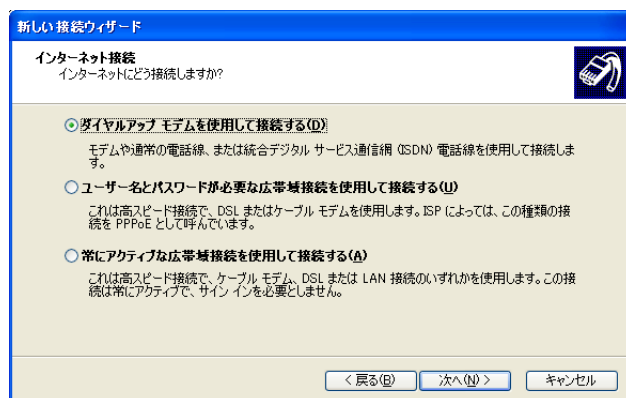 新しい接続ウィザード
インターネット接続
インターネットにどう接続しますか?
ダイヤルアップ モデムを使用して接続する(D)
モデムや通常の電話線、または統合デジタル サービス通信網 (ISDN) 電話線を使用して接続しま
す。
ユーザー名とパスワードが必要な広帯域接続を使用して接続する(U)
これは高スピード接続で、DSL またはケーブル モデムを使用します。ISP によっては、この種類の接
続を PPPoE として呼んでいます。
常にアクティブな広帯域接続を使用して接続する(A)
これは高スピード接続で、ケーブル モデム、DSL または LAN 接続のいずれかを使用します。この接
続は常にアクティブで、サイン インを必要としません。
< 戻る(B) 次へ(N) > キャンセル